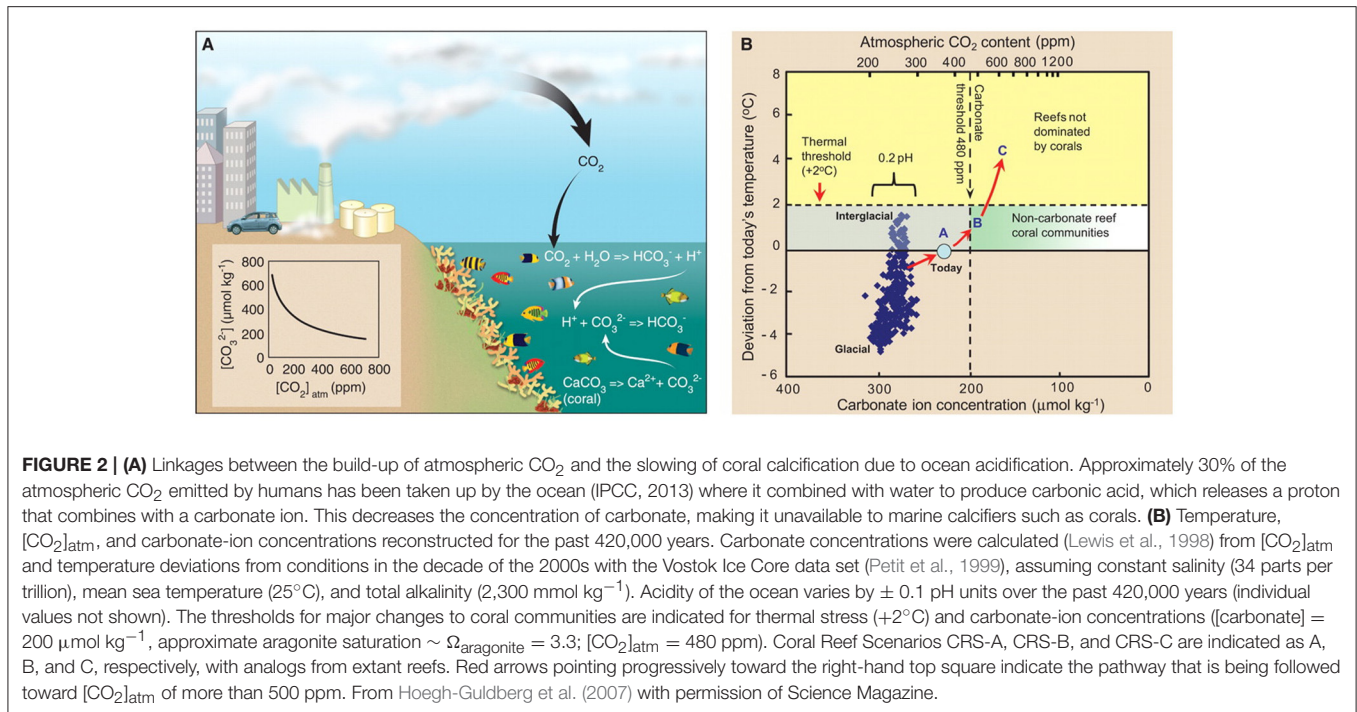 A
CO₂
CO₂ + H₂O => HCO₃⁻ + H⁺
H⁺ + CO₃²⁻ => HCO₃⁻
CaCO₃ => Ca²⁺ + CO₃²⁻
(coral)
[CO₃²⁻] (μmol kg⁻¹)
800
600
400
200
0
0 200 400 600 800
[CO₂]atm (ppm)
B
Atmospheric CO₂ content (ppm)
200 300 400 600 800 1200
Deviation from today's temperature (ºC)
8
6
4
2
0
- 2
- 4
- 6
Thermal
threshold
(+2ºC)
0.2 pH
Carbonate
threshold 480 ppm
Reefs not
dominated
by corals
C
Interglacial
A
B
Non-carbonate reef
coral communities
Today
Glacial
400 300 200 100 0
Carbonate ion concentration (μmol kg⁻¹)
FIGURE 2 | (A) Linkages between the build-up of atmospheric CO₂ and the slowing of coral calcification due to ocean acidification. Approximately 30% of the
atmospheric CO₂ emitted by humans has been taken up by the ocean (IPCC, 2013) where it combined with water to produce carbonic acid, which releases a proton
that combines with a carbonate ion. This decreases the concentration of carbonate, making it unavailable to marine calcifiers such as corals. (B) Temperature,
[CO₂]atm, and carbonate-ion concentrations reconstructed for the past 420,000 years. Carbonate concentrations were calculated (Lewis et al., 1998) from [CO₂]atm
and temperature deviations from conditions in the decade of the 2000s with the Vostok Ice Core data set (Petit et al., 1999), assuming constant salinity (34 parts per
trillion), mean sea temperature (25°C), and total alkalinity (2,300 mmol kg⁻¹). Acidity of the ocean varies by ± 0.1 pH units over the past 420,000 years (individual
values not shown). The thresholds for major changes to coral communities are indicated for thermal stress (+2°C) and carbonate-ion concentrations ([carbonate] =
200 μmol kg⁻¹, approximate aragonite saturation ~ Ωaragonite = 3.3; [CO₂]atm = 480 ppm). Coral Reef Scenarios CRS-A, CRS-B, and CRS-C are indicated as A,
B, and C, respectively, with analogs from extant reefs. Red arrows pointing progressively toward the right-hand top square indicate the pathway that is being followed
toward [CO₂]atm of more than 500 ppm. From Hoegh-Guldberg et al. (2007) with permission of Science Magazine.